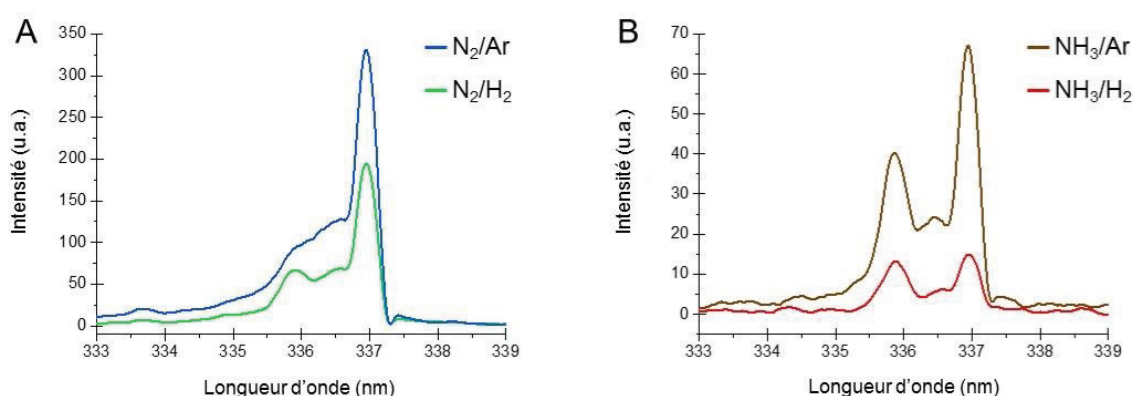 A
N₂/Ar
N₂/H₂
Intensité (u.a.)
350
300
250
200
150
100
50
0
333 334 335 336 337 338 339
Longueur d'onde (nm)
B
NH₃/Ar
NH₃/H₂
Intensité (u.a.)
70
60
50
40
30
20
10
0
333 334 335 336 337 338 339
Longueur d'onde (nm)